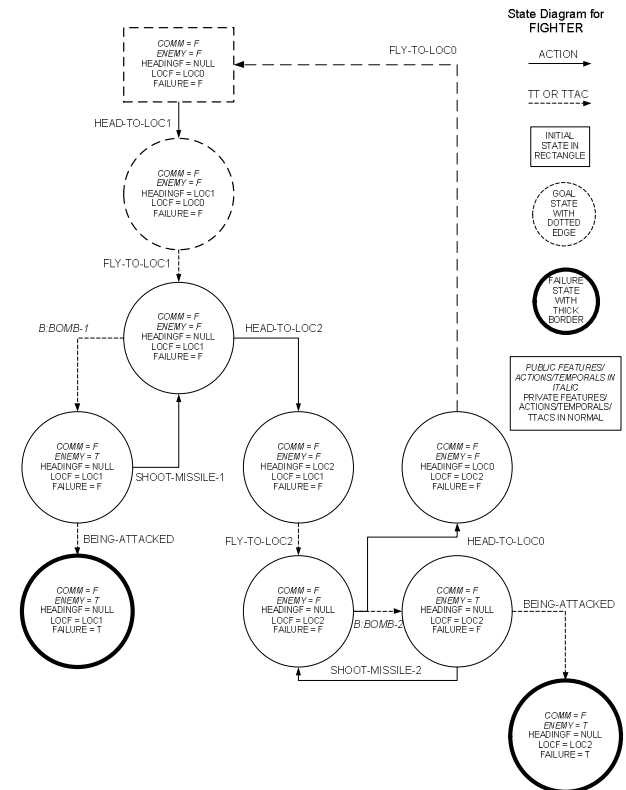 State Diagram for
FIGHTER
ACTION
TT OR TTAC
INITIAL
STATE IN
RECTANGLE
GOAL
STATE
WITH
DOTTED
EDGE
FAILURE
STATE
WITH
THICK
BORDER
PUBLIC FEATURES/
ACTIONS/TEMPORALS IN
ITALIC
PRIVATE FEATURES/
ACTIONS/TEMPORALS/
TTACS IN NORMAL
COMM = F
ENEMY = F
HEADINGF = NULL
LOCF = LOC0
FAILURE = F
FLY-TO-LOC0
HEAD-TO-LOC1
COMM = F
ENEMY = F
HEADINGF = LOC1
LOCF = LOC0
FAILURE = F
FLY-TO-LOC1
COMM = F
ENEMY = F
HEADINGF = NULL
LOCF = LOC1
FAILURE = F
B:BOMB-1
HEAD-TO-LOC2
COMM = F
ENEMY = T
HEADINGF = NULL
LOCF = LOC1
FAILURE = F
SHOOT-MISSILE-1
COMM = F
ENEMY = F
HEADINGF = LOC2
LOCF = LOC1
FAILURE = F
COMM = F
ENEMY = F
HEADINGF = LOC0
LOCF = LOC2
FAILURE = F
BEING-ATTACKED
FLY-TO-LOC2
HEAD-TO-LOC0
COMM = F
ENEMY = T
HEADINGF = NULL
LOCF = LOC1
FAILURE = T
COMM = F
ENEMY = F
HEADINGF = NULL
LOCF = LOC2
FAILURE = F
B:BOMB-2
COMM = F
ENEMY = T
HEADINGF = NULL
LOCF = LOC2
FAILURE = F
BEING-ATTACKED
SHOOT-MISSILE-2
COMM = F
ENEMY = T
HEADINGF = NULL
LOCF = LOC2
FAILURE = T